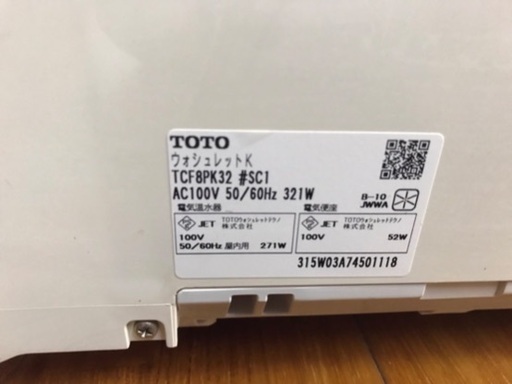 TOTO
ウォシュレットK
TCF8PK32 #SC1
AC100V 50/60Hz 321W
B-10
JWWA
電気温水器
電気便座
JET TOTOウォシュレットテクノ株式会社
100V
50/60Hz 屋内用 271W
JET TOTOウォシュレットテクノ株式会社
100V 52W
315W03A74501118